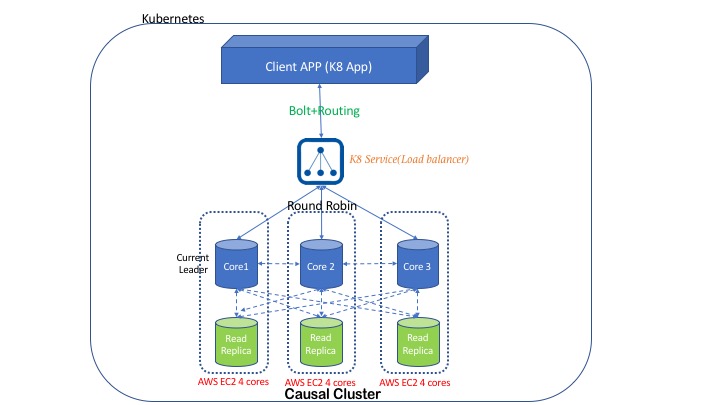 Kubernetes
Client APP (K8 App)
Bolt+Routing
K8 Service(Load balancer)
Round Robin
Current
Leader
Core1
Core 2
Core 3
Read
Replica
Read
Replica
Read
Replica
AWS EC2 4 cores
AWS EC2 4 cores
AWS EC2 4 cores
Causal Cluster